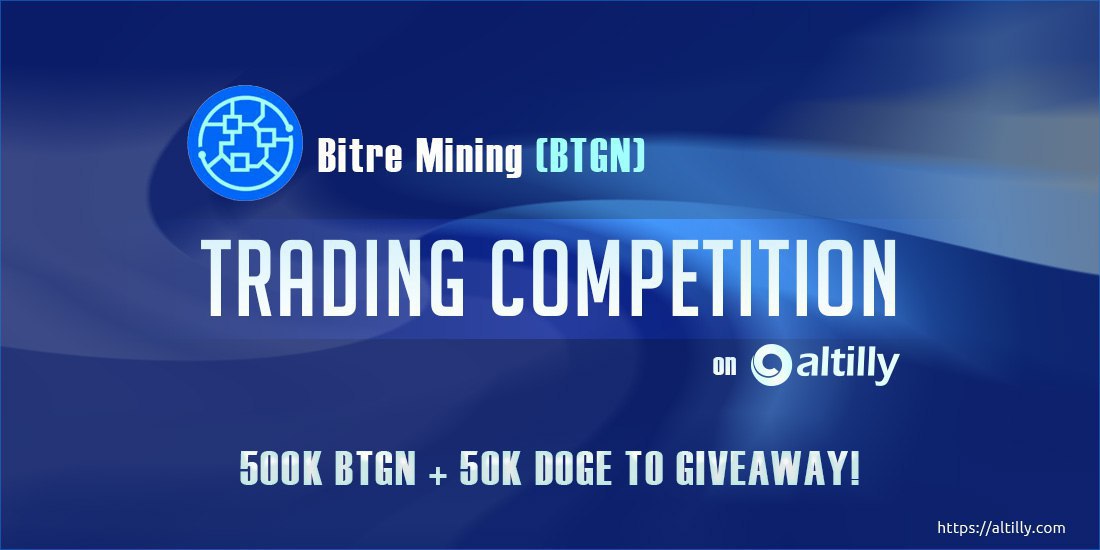 Bitre Mining (BTGN)
TRADING COMPETITION
on altilly
500K BTGN + 50K DOGE TO GIVEAWAY!
https://altilly.com